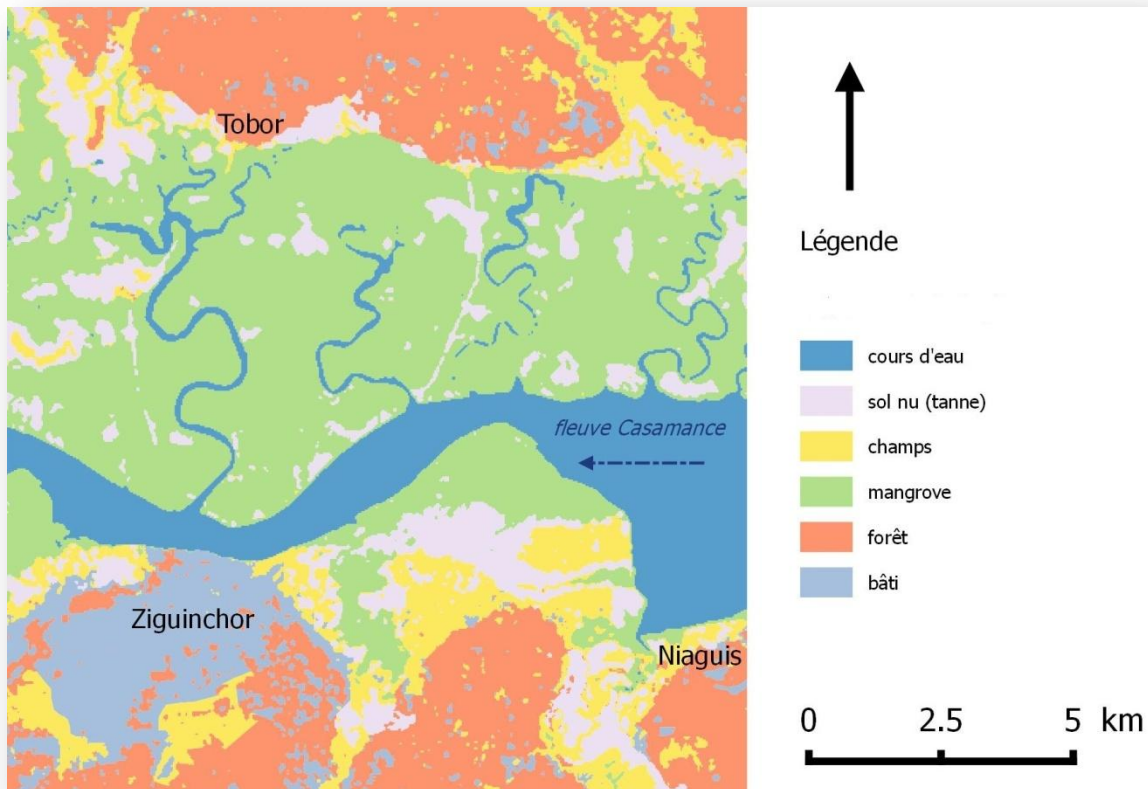 Tobor
fleuve Casamance
Ziguinchor
Niaguis
Légende
cours d'eau
sol nu (tanne)
champs
mangrove
forêt
bâti
0 2.5 5 km